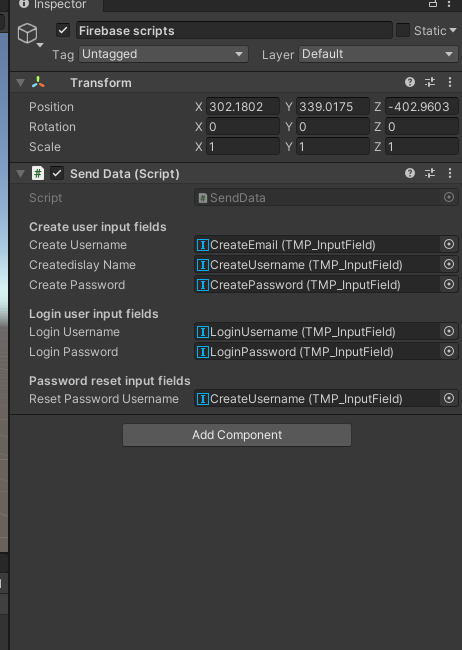 Inspector
Firebase scripts Static
Tag Untagged Layer Default
Transform
Position X 302.1802 Y 339.0175 Z -402.9603
Rotation X 0 Y 0 Z 0
Scale X 1 Y 1 Z 1
# Send Data (Script)
Script # SendData
Create user input fields
Create Username CreateEmail (TMP_InputField)
Createdislay Name CreateUsername (TMP_InputField)
Create Password CreatePassword (TMP_InputField)
Login user input fields
Login Username LoginUsername (TMP_InputField)
Login Password LoginPassword (TMP_InputField)
Password reset input fields
Reset Password Username CreateUsername (TMP_InputField)
Add Component